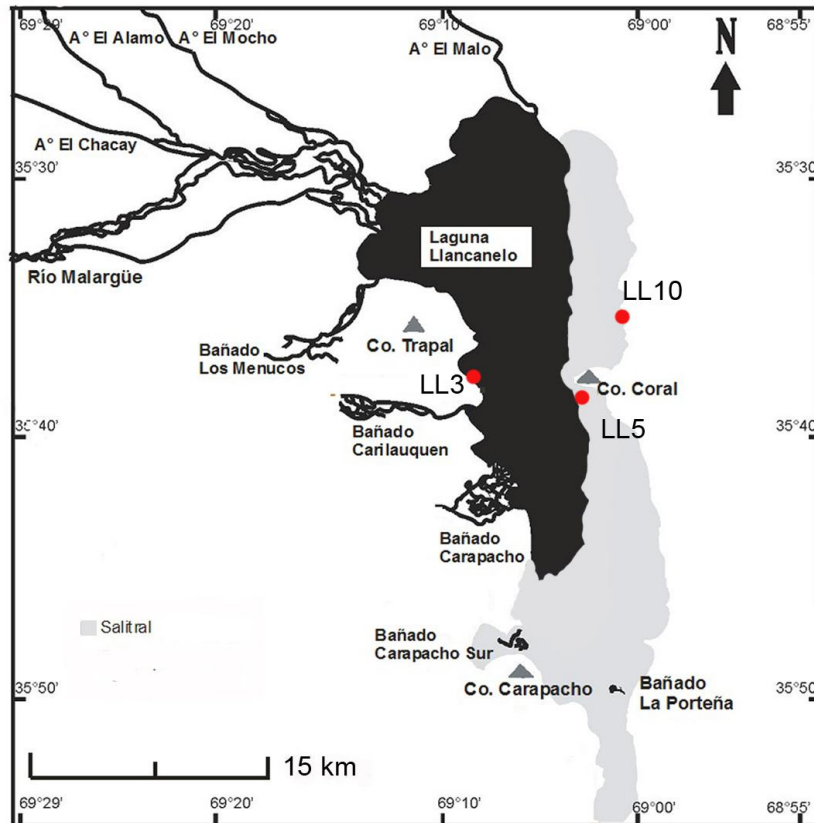 69°29'
69°20'
69°10'
69°00'
68°55'
A° El Alamo
A° El Mocho
A° El Malo
N
A° El Chacay
35°30'
35°30'
Laguna
Llancanelo
Río Malargüe
LL10
Bañado
Los Menucos
Co. Trapal
LL3
Co. Coral
LL5
35°40'
Bañado
Carilauquen
Bañado
Carapacho
Salitral
Bañado
Carapacho Sur
Co. Carapacho
Bañado
La Porteña
35°50'
35°50'
15 km
69°29'
69°20'
69°10'
69°00'
68°55'